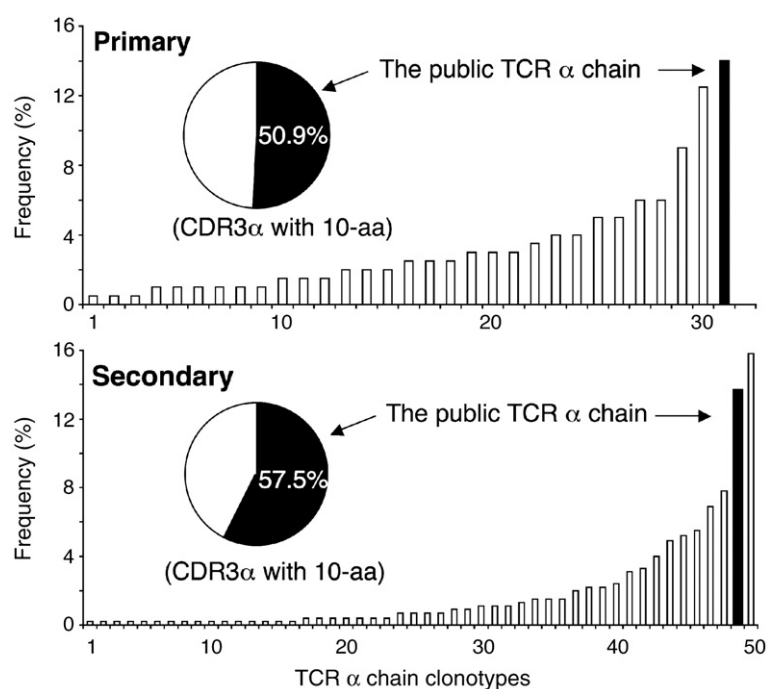 Primary
The public TCR α chain
50.9%
(CDR3α with 10-aa)
Frequency (%)
16
12
8
4
0
1
10
20
30
Secondary
The public TCR α chain
57.5%
(CDR3α with 10-aa)
Frequency (%)
16
12
8
4
0
1
10
20
30
40
50
TCR α chain clonotypes